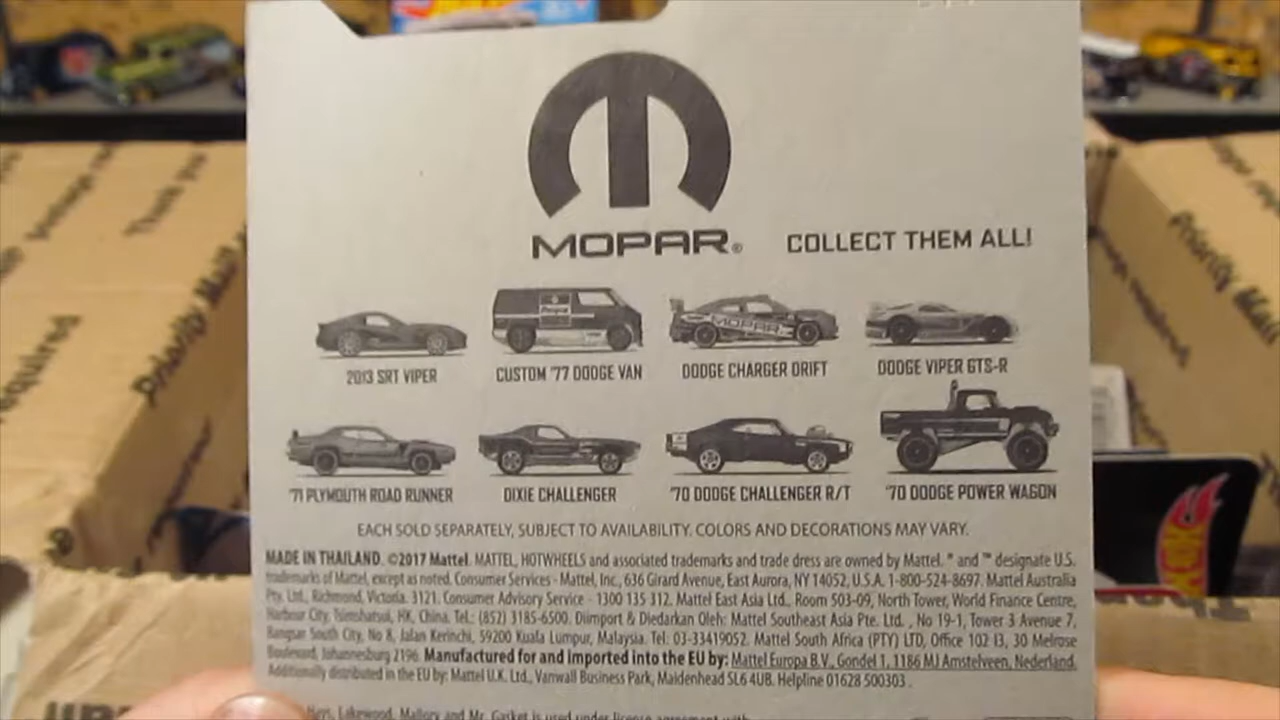 MOPAR®
COLLECT THEM ALL!
2013 SRT VIPER
CUSTOM '77 DODGE VAN
DODGE CHARGER DRIFT
DODGE VIPER GTS-R
'71 PLYMOUTH ROAD RUNNER
DIXIE CHALLENGER
'70 DODGE CHALLENGER R/T
'70 DODGE POWER WAGON
EACH SOLD SEPARATELY, SUBJECT TO AVAILABILITY. COLORS AND DECORATIONS MAY VARY.
MADE IN THAILAND. ©2017 Mattel. MATTEL, HOTWHEELS and associated trademarks and trade dress are owned by Mattel. ® and ™ designate U.S.
trademarks of Mattel, except as noted. Consumer Services - Mattel, Inc., 636 Girard Avenue, East Aurora, NY 14052, U.S.A. 1-800-524-8697. Mattel Australia
Pty. Ltd., Richmond, Victoria. 3121. Consumer Advisory Service - 1300 135 312. Mattel East Asia Ltd., Room 503-09, North Tower, World Finance Centre,
Harbour City, Tsimshatsui, HK, China. Tel.: (852) 3185-6500. Diimport & Diedarkan Oleh: Mattel Southeast Asia Pte. Ltd. , No 19-1, Tower 3 Avenue 7,
Bangsar South City, No 8, Jalan Kerinchi, 59200 Kuala Lumpur, Malaysia. Tel: 03-33419052. Mattel South Africa (PTY) LTD, Office 102 I3, 30 Melrose
Boulevard, Johannesburg 2196. Manufactured for and imported into the EU by: Mattel Europa B.V., Gondel 1, 1186 MJ Amstelveen, Nederland.
Additionally distributed in the EU by: Mattel U.K. Ltd., Vanwall Business Park, Maidenhead SL6 4UB. Helpline 01628 500303.
Hays, Lakewood, Mallory and Mr. Gasket is used under license agreement with
Thank you
Priority Mail
required
Priority Mail
required
MOPAR